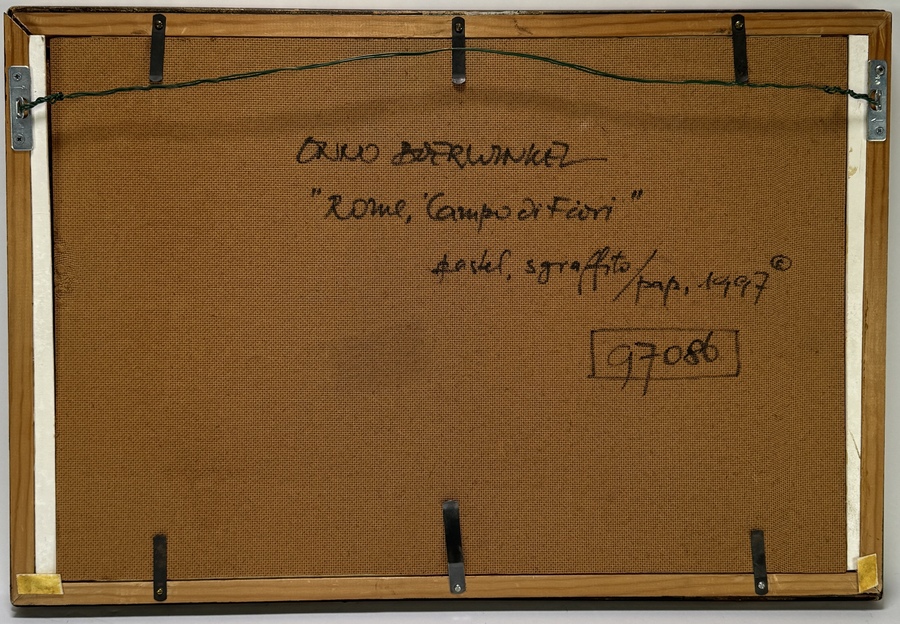 ONNO BOERWINKEL
"Rome, 'Campo di Fiori"
pastel, sgraffito/pap, 1997 ©
97086